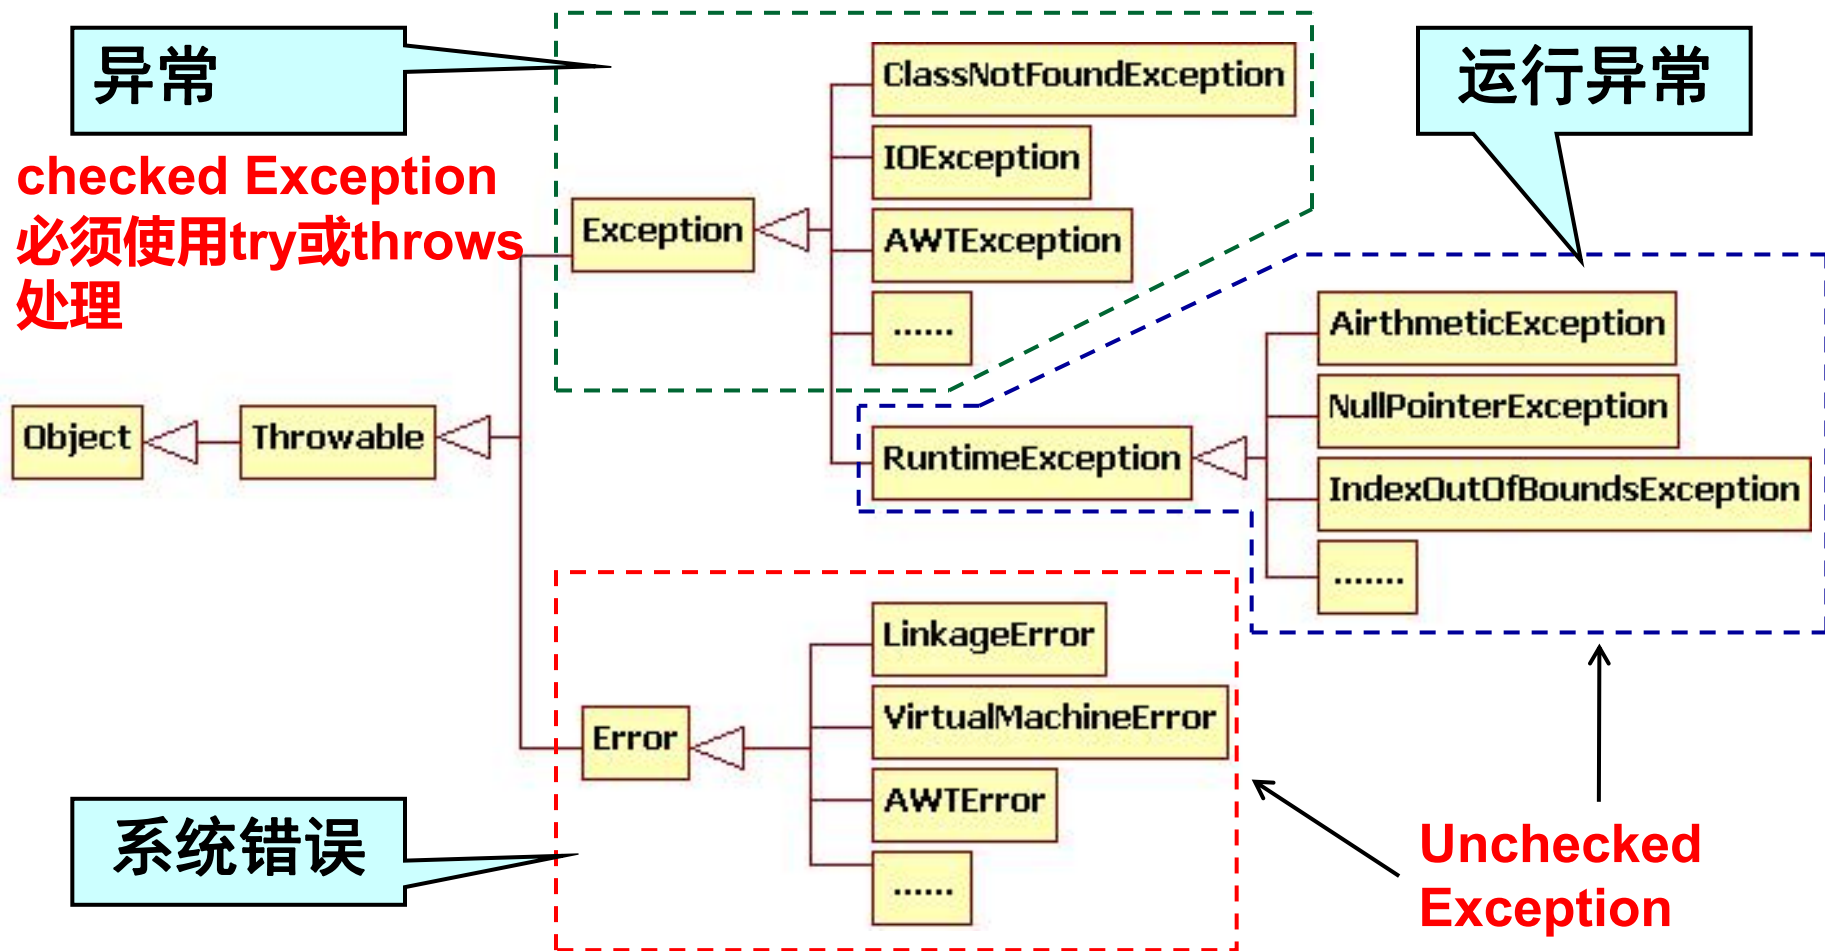 异常
运行异常
checked Exception
必须使用try或throws
处理
ClassNotFoundException
IOException
AWTException
......
Exception
Object
Throwable
RuntimeException
AirthmeticException
NullPointerException
IndexOutOfBoundsException
.......
Error
LinkageError
VirtualMachineError
AWTError
......
系统错误
Unchecked
Exception